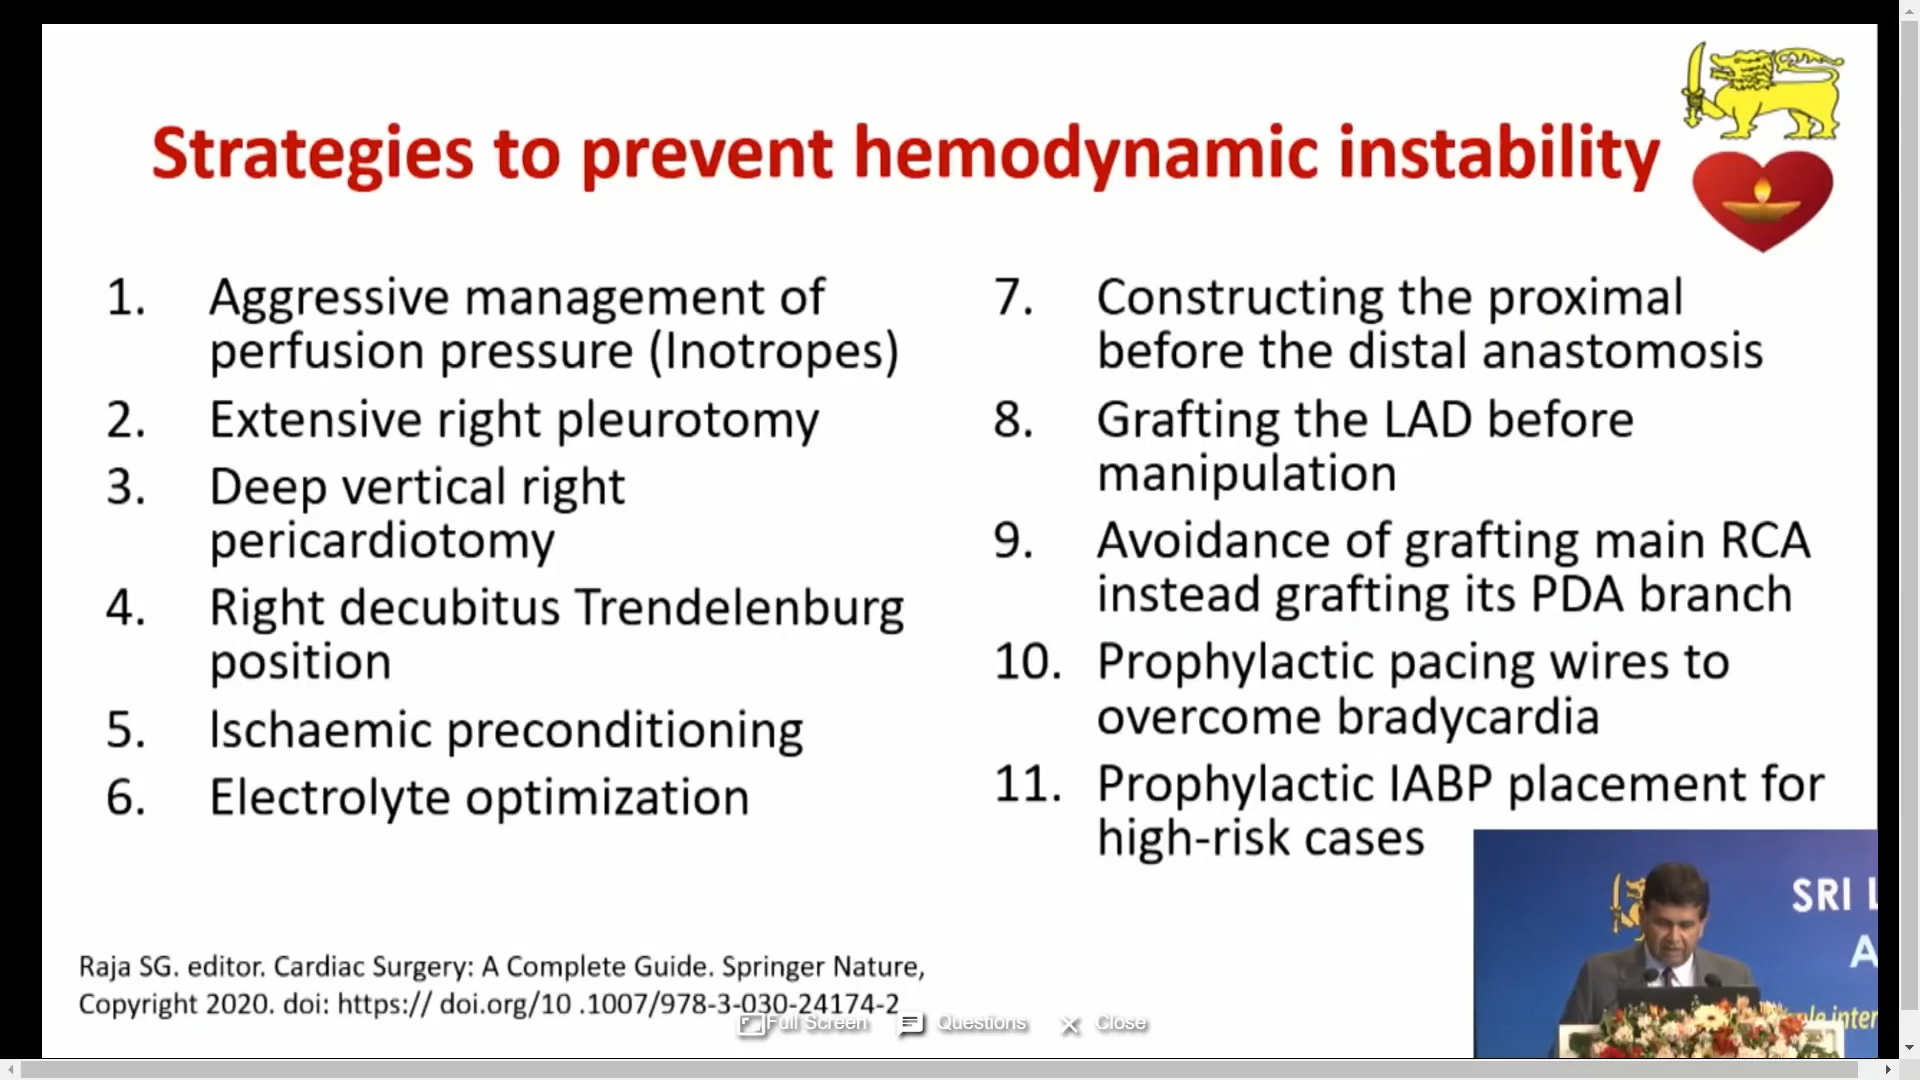 Strategies to prevent hemodynamic instability
1. Aggressive management of
perfusion pressure (Inotropes)
2. Extensive right pleurotomy
3. Deep vertical right
pericardiotomy
4. Right decubitus Trendelenburg
position
5. Ischaemic preconditioning
6. Electrolyte optimization
7. Constructing the proximal
before the distal anastomosis
8. Grafting the LAD before
manipulation
9. Avoidance of grafting main RCA
instead grafting its PDA branch
10. Prophylactic pacing wires to
overcome bradycardia
11. Prophylactic IABP placement for
high-risk cases
Raja SG. editor. Cardiac Surgery: A Complete Guide. Springer Nature,
Copyright 2020. doi: https:// doi.org/10 .1007/978-3-030-24174-2
Full Screen Questions Close
SRI L
A